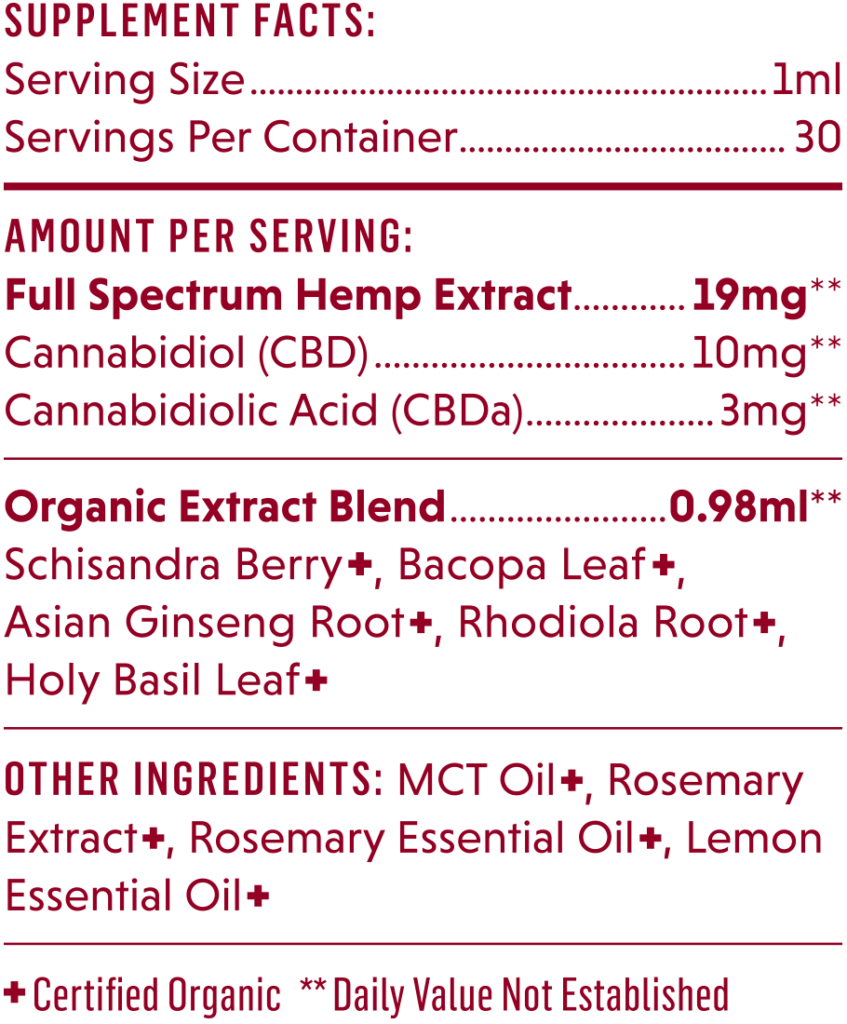 SUPPLEMENT FACTS:
Serving Size..........................................................1ml
Servings Per Container................................... 30
AMOUNT PER SERVING:
Full Spectrum Hemp Extract............19mg**
Cannabidiol (CBD).................................10mg**
Cannabidiolic Acid (CBDa)....................3mg**
Organic Extract Blend.......................0.98ml**
Schisandra Berry+, Bacopa Leaf+,
Asian Ginseng Root+, Rhodiola Root+,
Holy Basil Leaf+
OTHER INGREDIENTS: MCT Oil+, Rosemary
Extract+, Rosemary Essential Oil+, Lemon
Essential Oil+
+ Certified Organic ** Daily Value Not Established